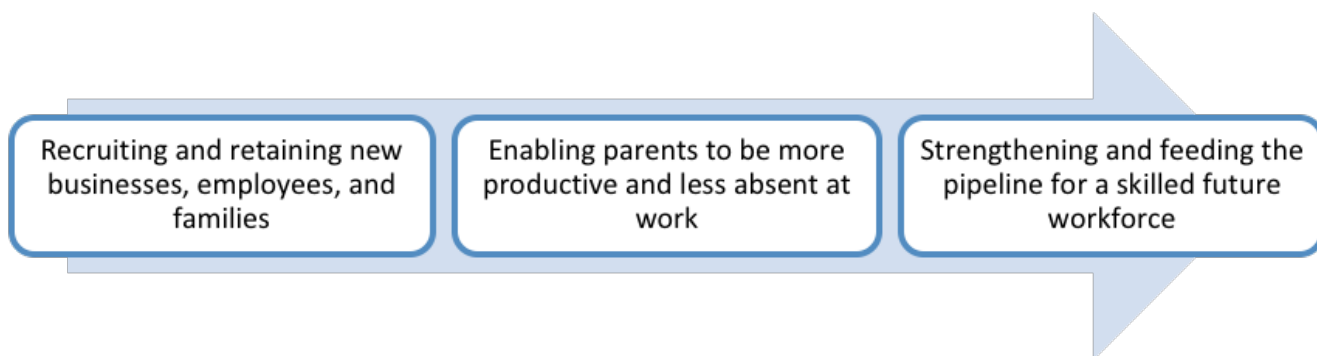 Recruiting and retaining new
businesses, employees, and
families
Enabling parents to be more
productive and less absent at
work
Strengthening and feeding the
pipeline for a skilled future
workforce